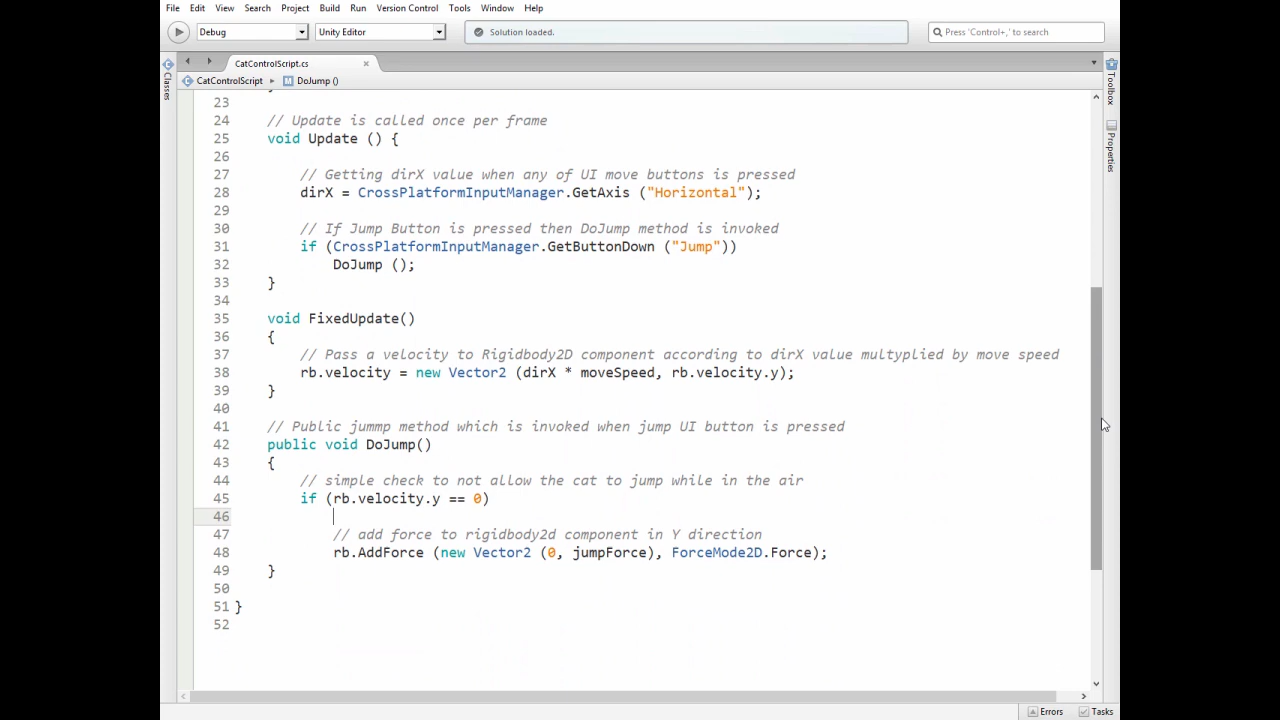 File Edit View Search Project Build Run Version Control Tools Window Help
Debug Unity Editor Solution loaded. Press 'Control+,' to search
CatControlScript.cs
CatControlScript DoJump ()
Classes
Toolbox
Properties
23
24 // Update is called once per frame
25 void Update () {
26
27 // Getting dirX value when any of UI move buttons is pressed
28 dirX = CrossPlatformInputManager.GetAxis ("Horizontal");
29
30 // If Jump Button is pressed then DoJump method is invoked
31 if (CrossPlatformInputManager.GetButtonDown ("Jump"))
32 DoJump ();
33 }
34
35 void FixedUpdate()
36 {
37 // Pass a velocity to Rigidbody2D component according to dirX value multyplied by move speed
38 rb.velocity = new Vector2 (dirX * moveSpeed, rb.velocity.y);
39 }
40
41 // Public jummp method which is invoked when jump UI button is pressed
42 public void DoJump()
43 {
44 // simple check to not allow the cat to jump while in the air
45 if (rb.velocity.y == 0)
46
47 // add force to rigidbody2d component in Y direction
48 rb.AddForce (new Vector2 (0, jumpForce), ForceMode2D.Force);
49 }
50
51 }
52
Errors Tasks